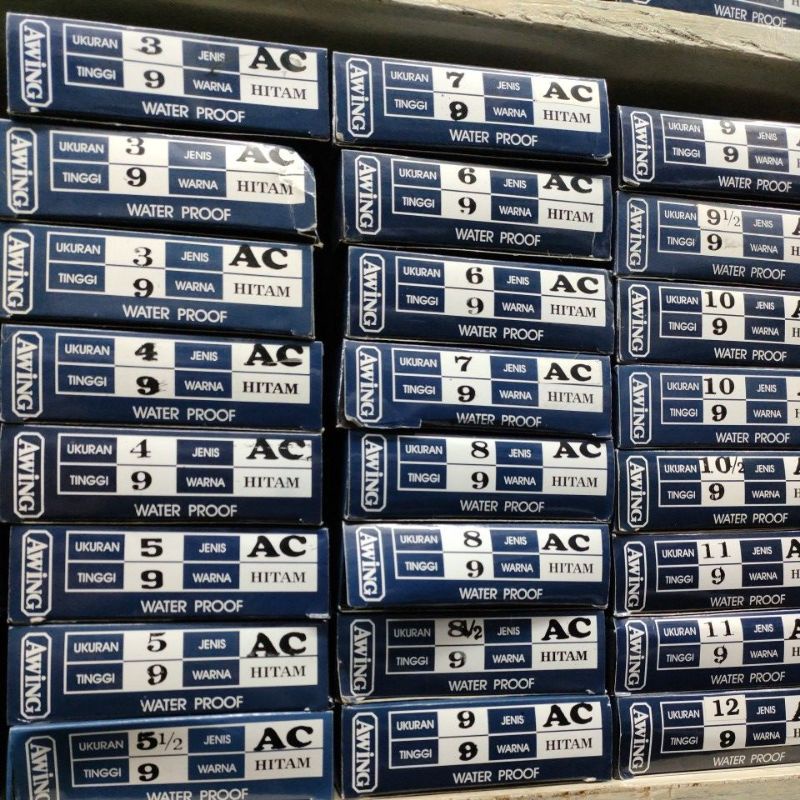 AWING UKURAN 3 JENIS AC
TINGGI 9 WARNA HITAM
WATER PROOF
AWING UKURAN 3 JENIS AC
TINGGI 9 WARNA HITAM
WATER PROOF
AWING UKURAN 3 JENIS AC
TINGGI 9 WARNA HITAM
WATER PROOF
AWING UKURAN 4 JENIS AC
TINGGI 9 WARNA HITAM
WATER PROOF
AWING UKURAN 4 JENIS AC
TINGGI 9 WARNA HITAM
WATER PROOF
AWING UKURAN 5 JENIS AC
TINGGI 9 WARNA HITAM
WATER PROOF
AWING UKURAN 5 JENIS AC
TINGGI 9 WARNA HITAM
WATER PROOF
AWING UKURAN 5 1/2 JENIS AC
TINGGI 9 WARNA HITAM
WATER PROOF
AWING UKURAN 7 JENIS AC
TINGGI 9 WARNA HITAM
WATER PROOF
AWING UKURAN 6 JENIS AC
TINGGI 9 WARNA HITAM
WATER PROOF
AWING UKURAN 6 JENIS AC
TINGGI 9 WARNA HITAM
WATER PROOF
AWING UKURAN 7 JENIS AC
TINGGI 9 WARNA HITAM
WATER PROOF
AWING UKURAN 8 JENIS AC
TINGGI 9 WARNA HITAM
WATER PROOF
AWING UKURAN 8 JENIS AC
TINGGI 9 WARNA HITAM
WATER PROOF
AWING UKURAN 8 1/2 JENIS AC
TINGGI 9 WARNA HITAM
WATER PROOF
AWING UKURAN 9 JENIS AC
TINGGI 9 WARNA HITAM
WATER PROOF
WATER PROOF
AWING UKURAN 9 JENIS
TINGGI 9 WARNA
WATER PROOF
AWING UKURAN 9 1/2 JENIS
TINGGI 9 WARNA
WATER PROOF
AWING UKURAN 10 JENIS
TINGGI 9 WARNA
WATER PROOF
AWING UKURAN 10 JENIS
TINGGI 9 WARNA
WATER PROOF
AWING UKURAN 10 1/2 JENIS
TINGGI 9 WARNA
WATER PROOF
AWING UKURAN 11 JENIS
TINGGI 9 WARNA
WATER PROOF
AWING UKURAN 11 JENIS
TINGGI 9 WARNA
WATER PROOF
AWING UKURAN 12 JENIS
TINGGI 9 WARNA
WATER PROOF